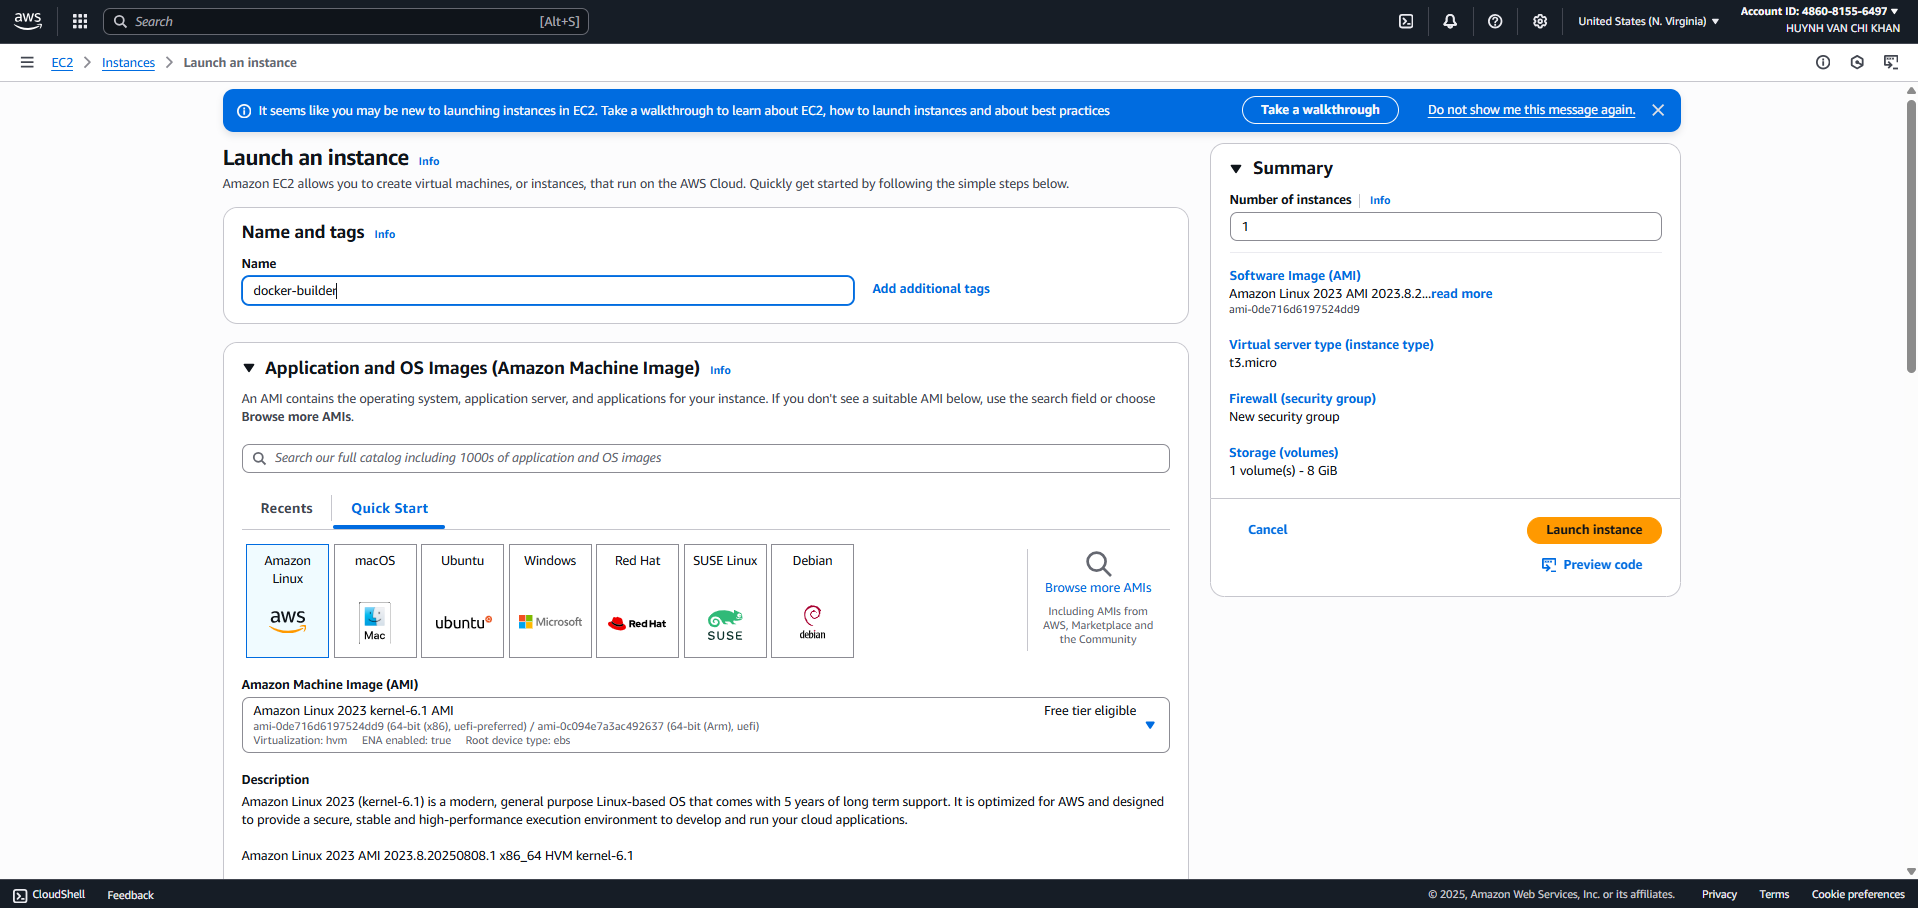 aws
Search [Alt+S]
United States (N. Virginia)
Account ID: 4860-8155-6497
HUYNH VAN CHI KHAN
EC2 > Instances > Launch an instance
It seems like you may be new to launching instances in EC2. Take a walkthrough to learn about EC2, how to launch instances and about best practices
Take a walkthrough
Do not show me this message again.
Launch an instance Info
Amazon EC2 allows you to create virtual machines, or instances, that run on the AWS Cloud. Quickly get started by following the simple steps below.
Name and tags Info
Name
docker-builder
Add additional tags
Application and OS Images (Amazon Machine Image) Info
An AMI contains the operating system, application server, and applications for your instance. If you don't see a suitable AMI below, use the search field or choose
Browse more AMIs.
Search our full catalog including 1000s of application and OS images
Recents
Quick Start
Amazon
Linux
aws
macOS
Mac
Ubuntu
ubuntu
Windows
Microsoft
Red Hat
Red Hat
SUSE Linux
SUSE
Debian
debian
Browse more AMIs
Including AMIs from
AWS, Marketplace and
the Community
Amazon Machine Image (AMI)
Amazon Linux 2023 kernel-6.1 AMI
Free tier eligible
ami-0de716d6197524dd9 (64-bit (x86), uefi-preferred) / ami-0c094e7a3ac492637 (64-bit (Arm), uefi)
Virtualization: hvm ENA enabled: true Root device type: ebs
Description
Amazon Linux 2023 (kernel-6.1) is a modern, general purpose Linux-based OS that comes with 5 years of long term support. It is optimized for AWS and designed
to provide a secure, stable and high-performance execution environment to develop and run your cloud applications.
Amazon Linux 2023 AMI 2023.8.20250808.1 x86_64 HVM kernel-6.1
Summary
Number of instances Info
1
Software Image (AMI)
Amazon Linux 2023 AMI 2023.8.2...read more
ami-0de716d6197524dd9
Virtual server type (instance type)
t3.micro
Firewall (security group)
New security group
Storage (volumes)
1 volume(s) - 8 GiB
Cancel
Launch instance
Preview code
CloudShell
Feedback
© 2025, Amazon Web Services, Inc. or its affiliates.
Privacy
Terms
Cookie preferences